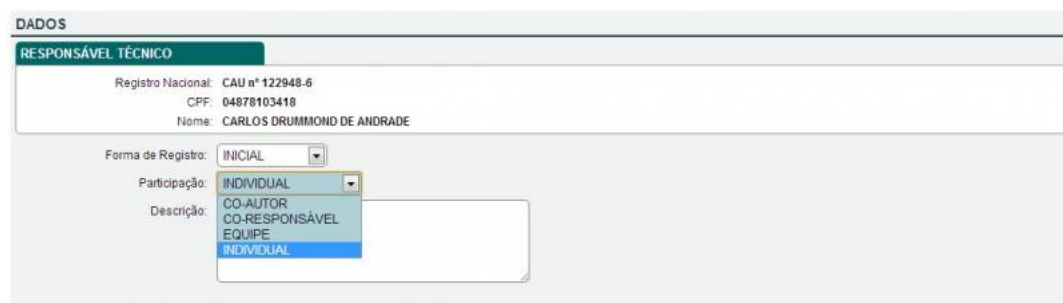 DADOS
RESPONSÁVEL TÉCNICO
Registro Nacional: CAU nº 122948-6
CPF: 04878103418
Nome: CARLOS DRUMMOND DE ANDRADE
Forma de Registro: INICIAL
Participação: INDIVIDUAL
Descrição:
CO-AUTOR
CO-RESPONSÁVEL
EQUIPE
INDIVIDUAL